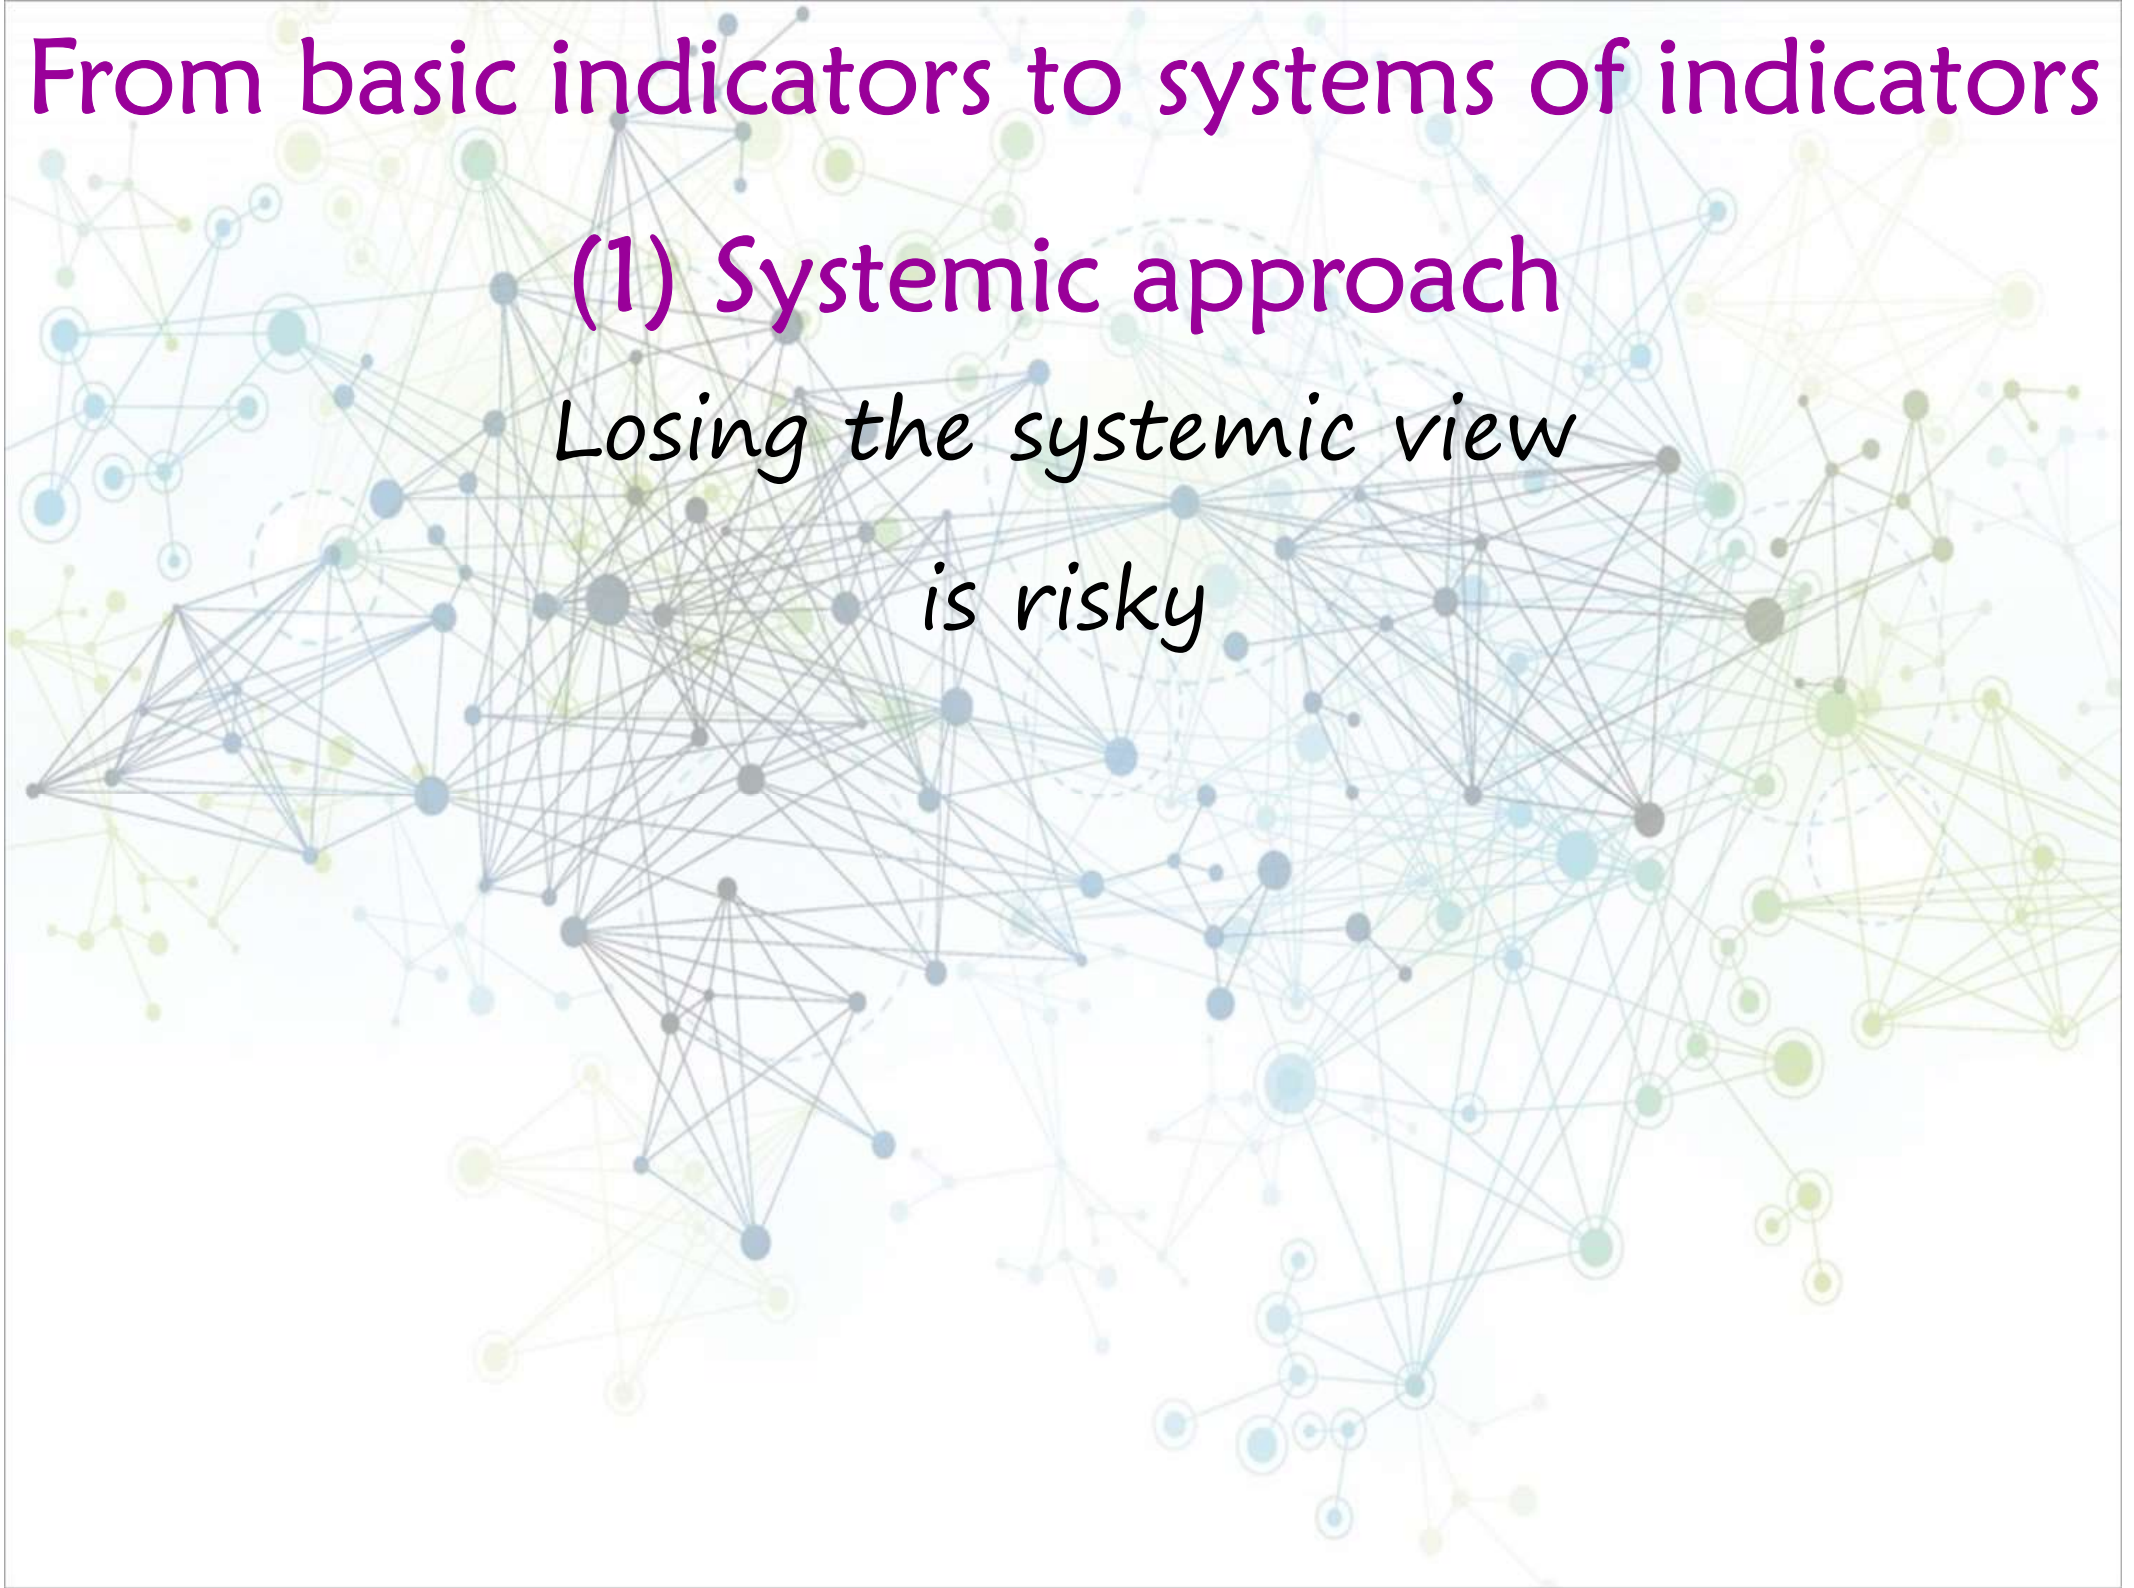 From basic indicators to systems of indicators
(1) Systemic approach
Losing the systemic view
is risky